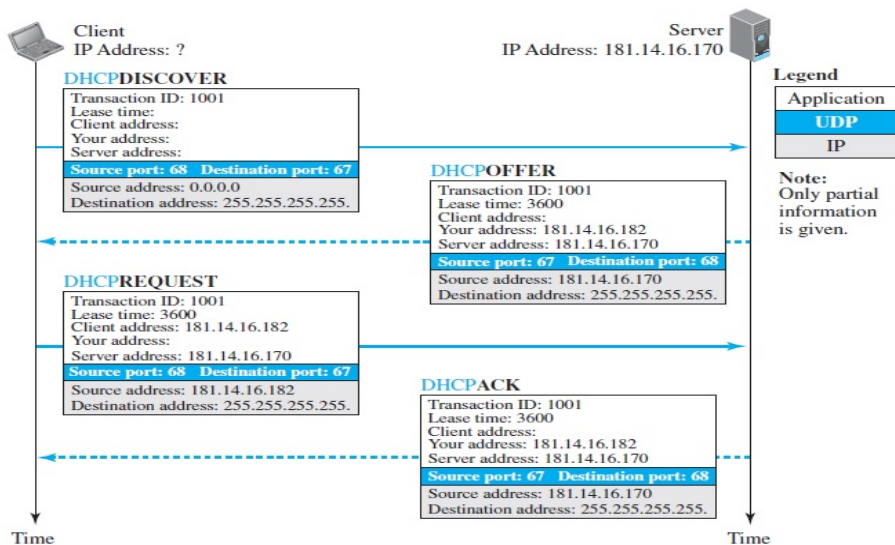 Client
IP Address: ?
Server
IP Address: 181.14.16.170
DHCPDISCOVER
Transaction ID: 1001
Lease time:
Client address:
Your address:
Server address:
Source port: 68 Destination port: 67
Source address: 0.0.0.0
Destination address: 255.255.255.255.
Legend
Application
UDP
IP
Note:
Only partial
information
is given.
DHCPOFFER
Transaction ID: 1001
Lease time: 3600
Client address:
Your address: 181.14.16.182
Server address: 181.14.16.170
Source port: 67 Destination port: 68
Source address: 181.14.16.170
Destination address: 255.255.255.255.
DHCPREQUEST
Transaction ID: 1001
Lease time: 3600
Client address: 181.14.16.182
Your address:
Server address: 181.14.16.170
Source port: 68 Destination port: 67
Source address: 181.14.16.182
Destination address: 255.255.255.255.
DHCPACK
Transaction ID: 1001
Lease time: 3600
Client address:
Your address: 181.14.16.182
Server address: 181.14.16.170
Source port: 67 Destination port: 68
Source address: 181.14.16.170
Destination address: 255.255.255.255.
Time
Time